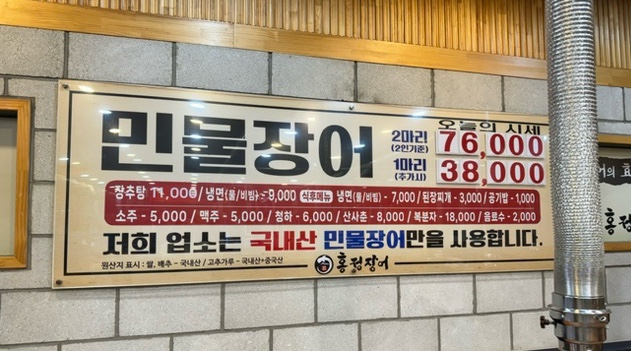 민물장어
오늘의 시세
2마리 76,000
(2인기준)
1마리 38,000
(추가시)
장추탕 11,000 / 냉면(물/비빔) - 9,000 식후메뉴 냉면(물/비빔) - 7,000 / 된장찌개 - 3,000 / 공기밥 - 1,000
소주 - 5,000 / 맥주 - 5,000 / 청하 - 6,000 / 산사춘 - 8,000 / 복분자 - 18,000 / 음료수 - 2,000
저희 업소는 국내산 민물장어만을 사용합니다.
원산지 표시 : 쌀, 배추 - 국내산 / 고추가루 - 국내산+중국산
홍점장어
어의 효
홍점